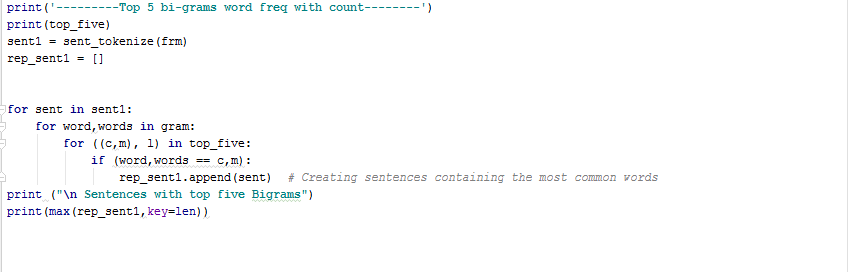 print('---------Top 5 bi-grams word freq with count--------')
print(top_five)
sent1 = sent_tokenize(frm)
rep_sent1 = []
for sent in sent1:
    for word,words in gram:
        for ((c,m), l) in top_five:
            if (word,words == c,m):
                rep_sent1.append(sent)  # Creating sentences containing the most common words
print ("\n Sentences with top five Bigrams")
print(max(rep_sent1,key=len))